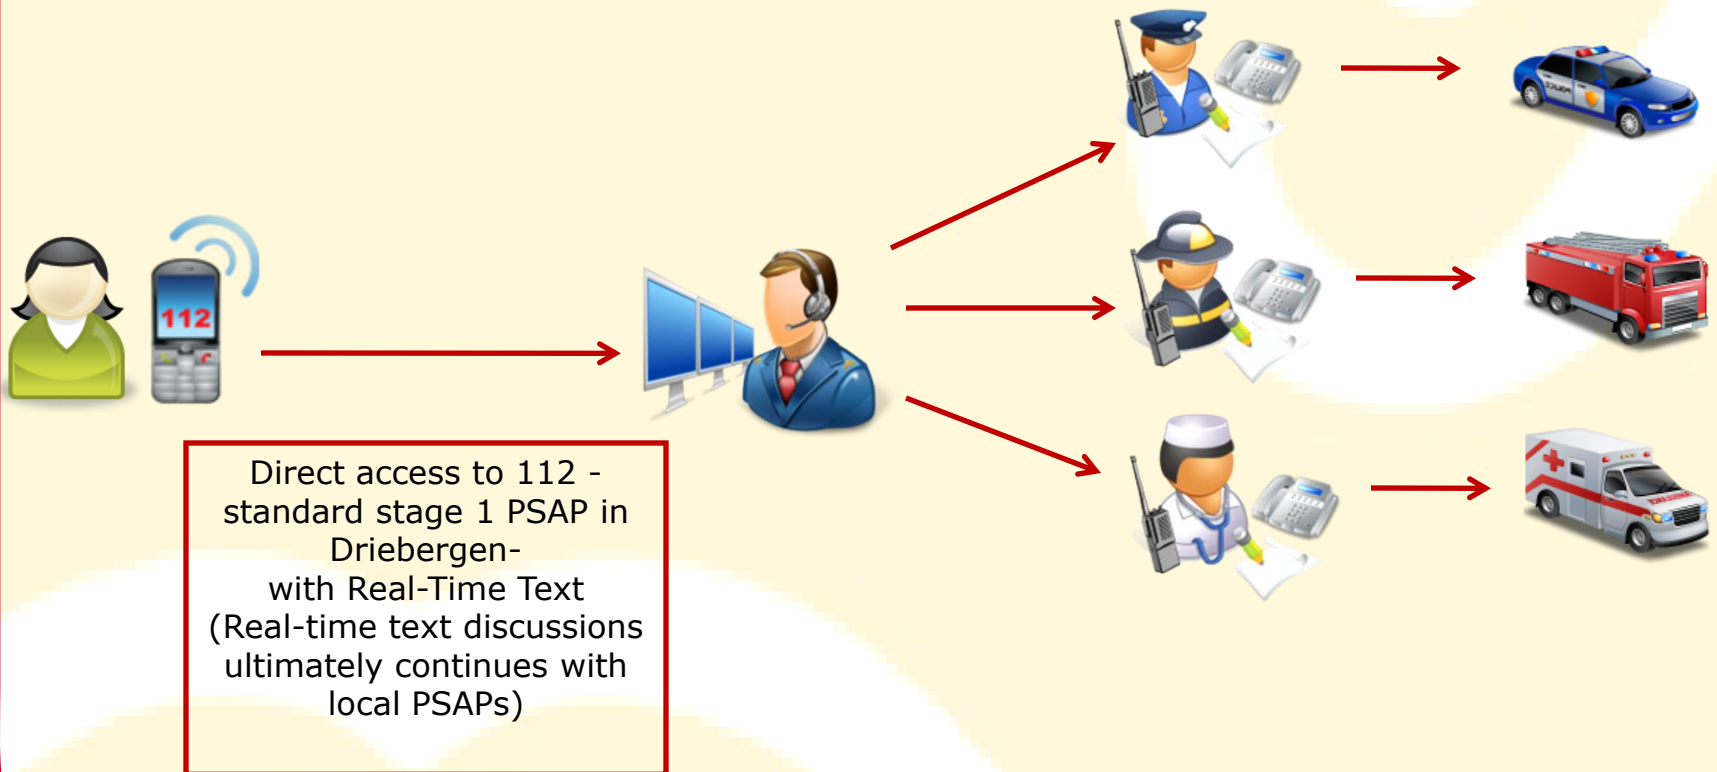 112
Direct access to 112 -
standard stage 1 PSAP in
Driebergen-
with Real-Time Text
(Real-time text discussions
ultimately continues with
local PSAPs)